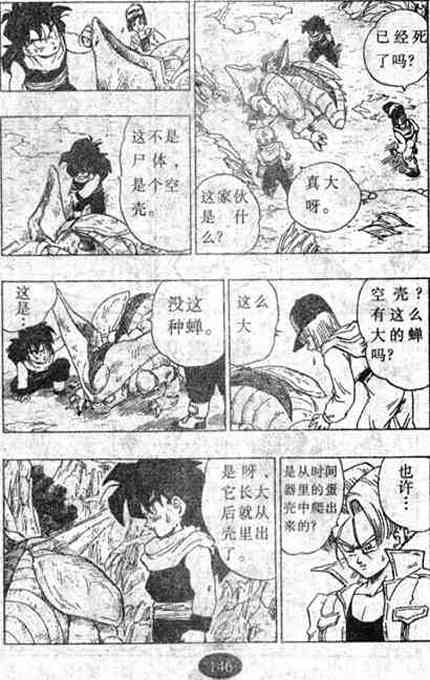 已经死
了吗?
真大
呀。
这家伙
是什
么?
这不是
尸体,
是个空
壳。
空壳?
有这么
大的蝉
吗?
这么
大
没这
种蝉。
这是…
也许…
是从时间
器里的蛋
壳中爬出
来的?
是呀,
它长大
后就从
壳里出
了。
146